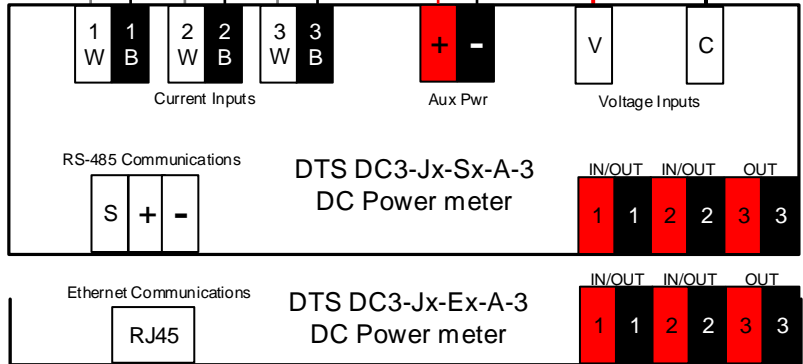 1 1 2 2 3 3
W B W B W B
+ - V C
Current Inputs Aux Pwr Voltage Inputs
RS-485 Communications
DTS DC3-Jx-Sx-A-3
DC Power meter
IN/OUT IN/OUT OUT
S + - 1 1 2 2 3 3
Ethernet Communications
DTS DC3-Jx-Ex-A-3
DC Power meter
IN/OUT IN/OUT OUT
RJ45 1 1 2 2 3 3